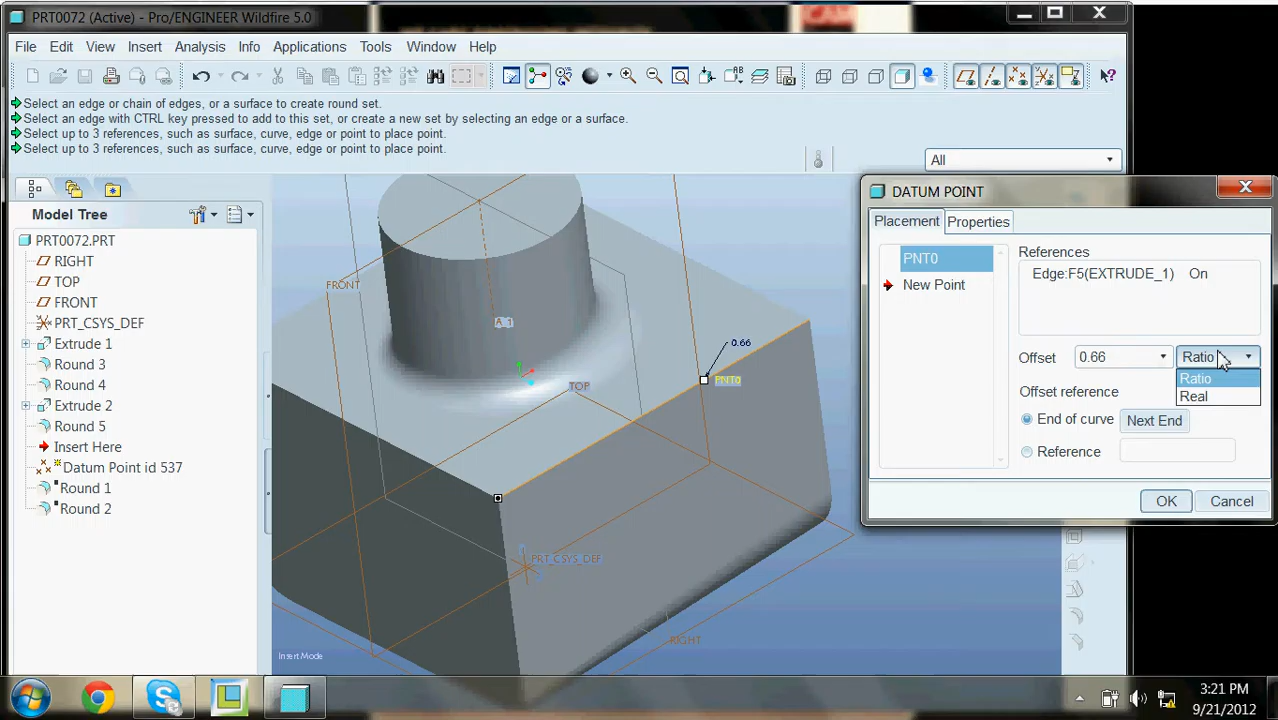 PRT0072 (Active) - Pro/ENGINEER Wildfire 5.0
File Edit View Insert Analysis Info Applications Tools Window Help
Select an edge or chain of edges, or a surface to create round set.
Select an edge with CTRL key pressed to add to this set, or create a new set by selecting an edge or a surface.
Select up to 3 references, such as surface, curve, edge or point to place point.
Select up to 3 references, such as surface, curve, edge or point to place point.
All
Model Tree
PRT0072.PRT
RIGHT
TOP
FRONT
PRT_CSYS_DEF
Extrude 1
Round 3
Round 4
Extrude 2
Round 5
Insert Here
Datum Point id 537
Round 1
Round 2
FRONT
A_1
0.66
PNT0
TOP
PRT_CSYS_DEF
RIGHT
Insert Mode
DATUM POINT
Placement Properties
PNT0
New Point
References
Edge:F5(EXTRUDE_1) On
Offset 0.66 Ratio
Ratio
Real
Offset reference
End of curve Next End
Reference
OK Cancel
3:21 PM
9/21/2012